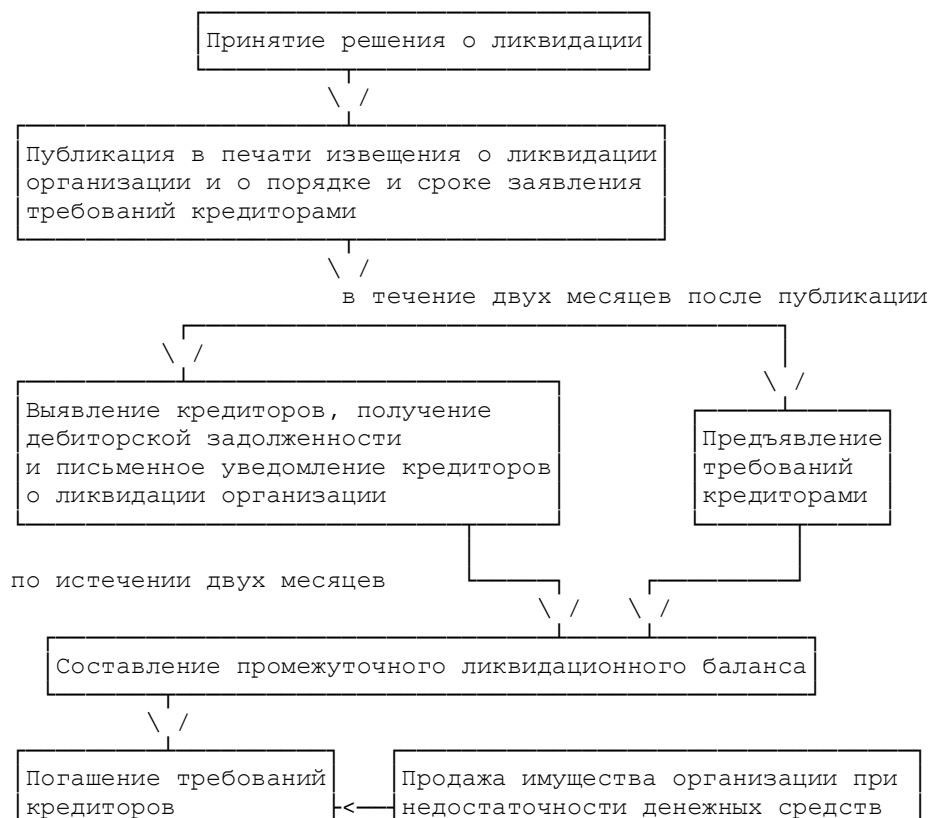 Принятие решения о ликвидации
Публикация в печати извещения о ликвидации
организации и о порядке и сроке заявления
требований кредиторами
в течение двух месяцев после публикации
Выявление кредиторов, получение
дебиторской задолженности
и письменное уведомление кредиторов
о ликвидации организации
Предъявление
требований
кредиторами
по истечении двух месяцев
Составление промежуточного ликвидационного баланса
Погашение требований
кредиторов
Продажа имущества организации при
недостаточности денежных средств